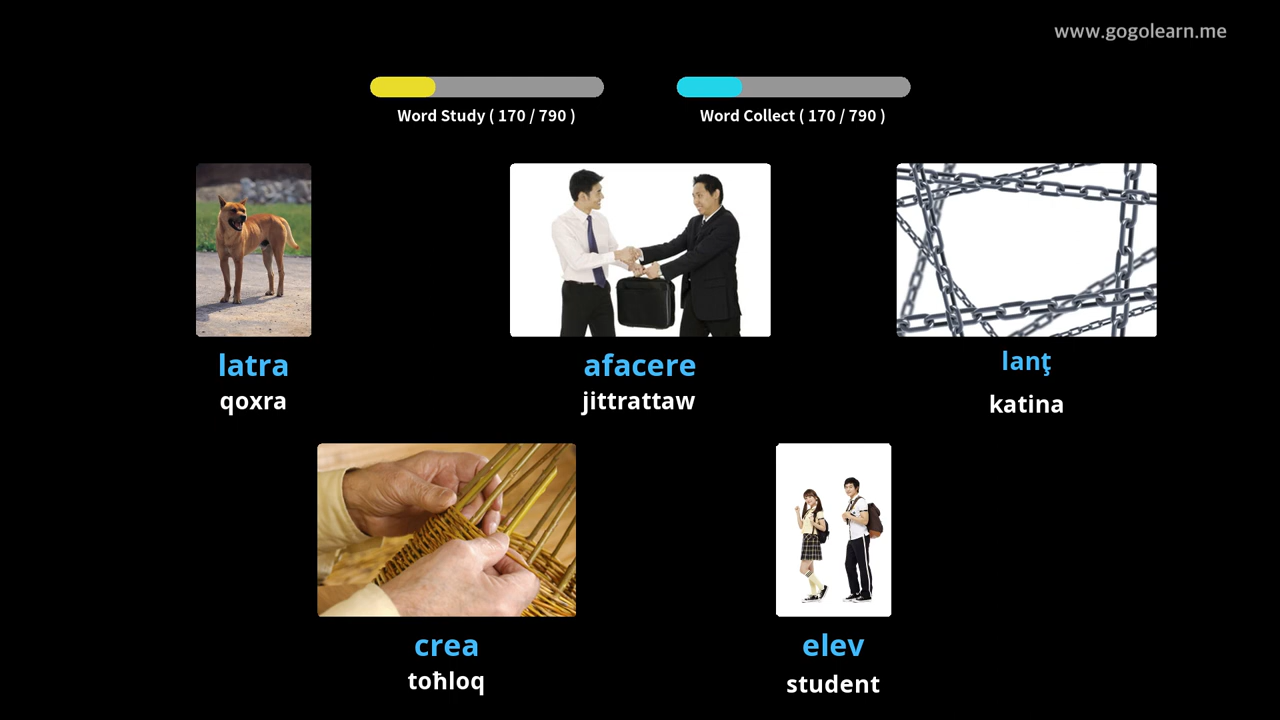 www.gogolearn.me
Word Study ( 170 / 790 )
Word Collect ( 170 / 790 )
latra
qoxra
afacere
jittrattaw
lanţ
katina
crea
toħloq
elev
student